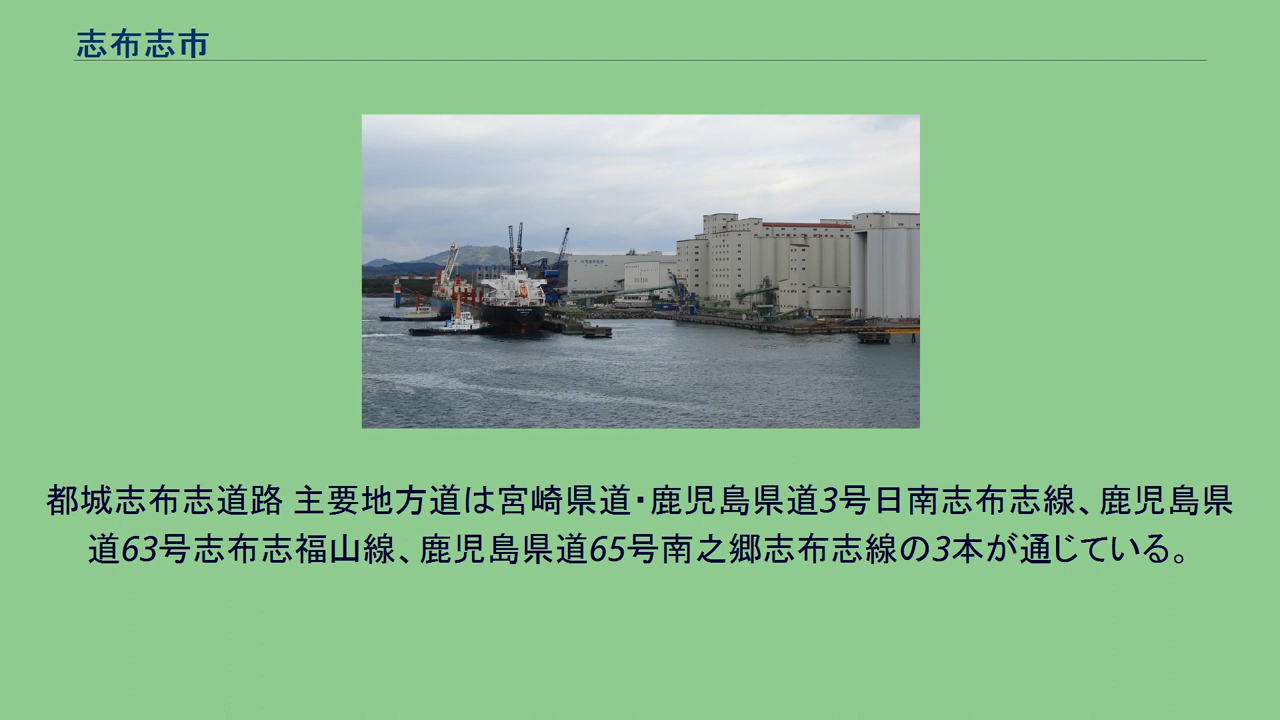 志布志市
都城志布志道路 主要地方道は宮崎県道・鹿児島県道3号日南志布志線、鹿児島県
道63号志布志福山線、鹿児島県道65号南之郷志布志線の3本が通じている。